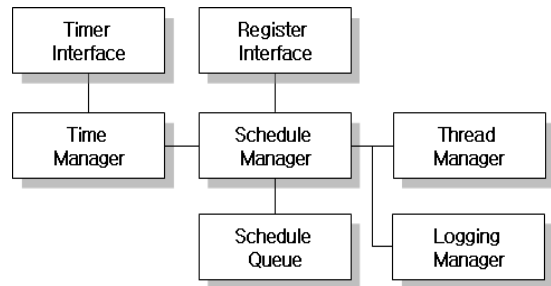 Timer
Interface
Register
Interface
Time
Manager
Schedule
Manager
Thread
Manager
Schedule
Queue
Logging
Manager